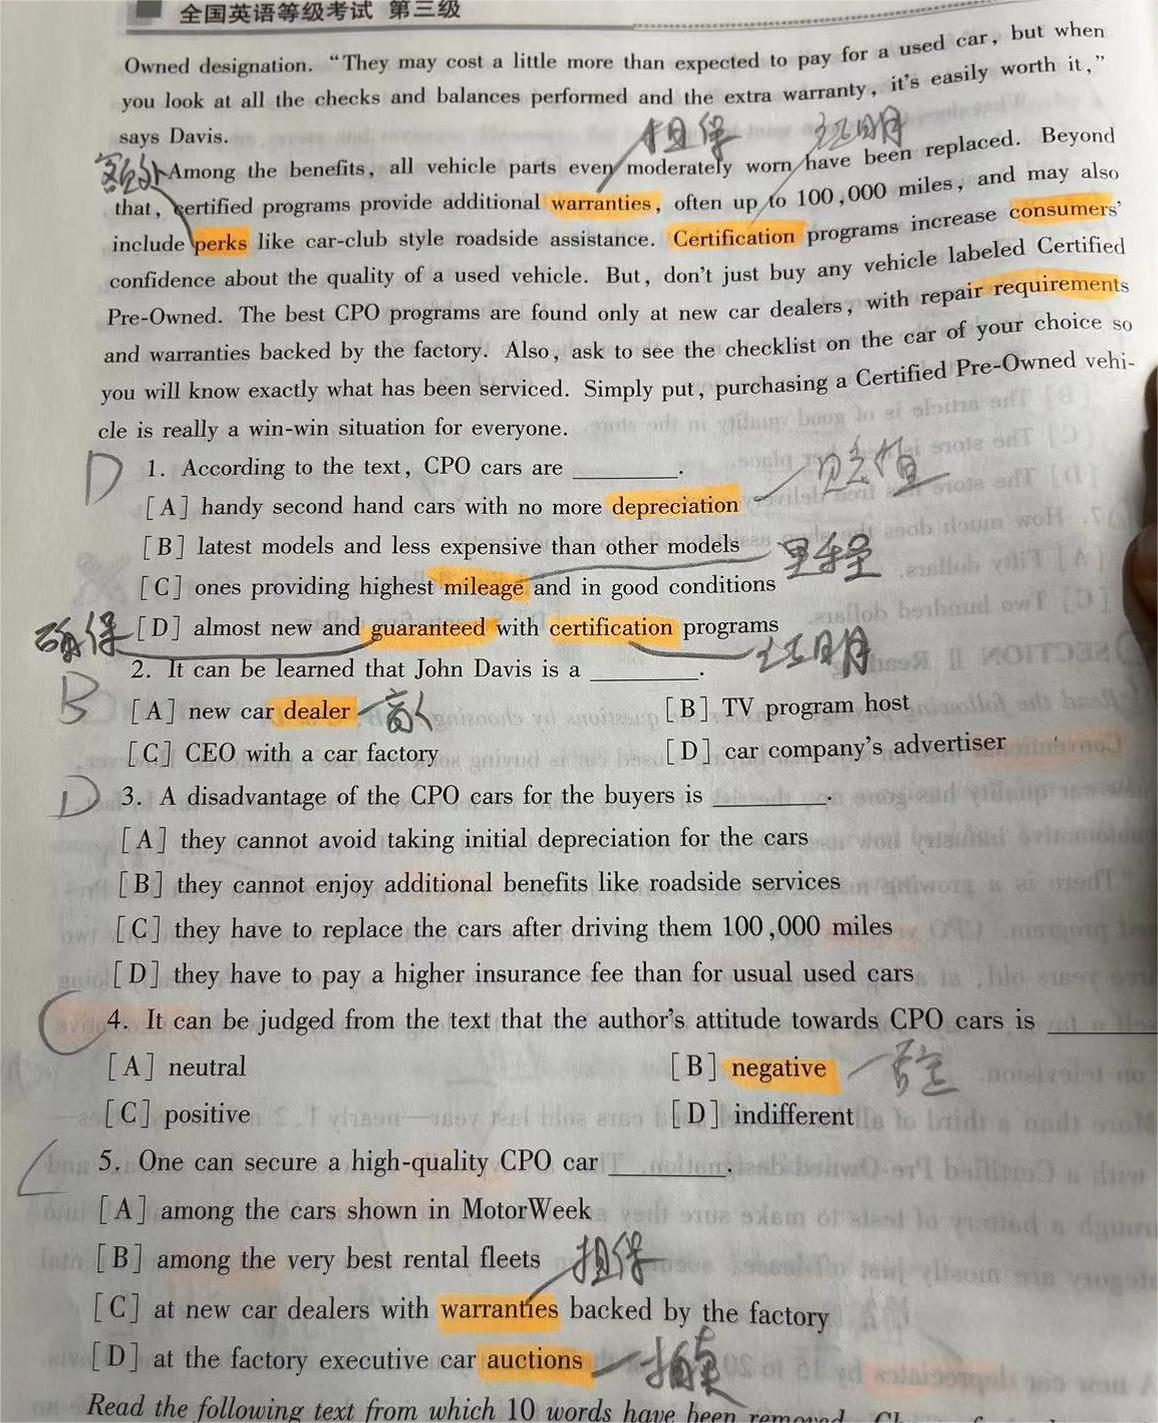 全国英语等级考试 第三级
Owned designation. “They may cost a little more than expected to pay for a used car, but when
you look at all the checks and balances performed and the extra warranty, it’s easily worth it,”
says Davis.
担保 证明
额外 Among the benefits, all vehicle parts even moderately worn have been replaced. Beyond
that, certified programs provide additional warranties, often up to 100,000 miles, and may also
include perks like car-club style roadside assistance. Certification programs increase consumers’
confidence about the quality of a used vehicle. But, don’t just buy any vehicle labeled Certified
Pre-Owned. The best CPO programs are found only at new car dealers, with repair requirements
and warranties backed by the factory. Also, ask to see the checklist on the car of your choice so
you will know exactly what has been serviced. Simply put, purchasing a Certified Pre-Owned vehi-
cle is really a win-win situation for everyone.
D 1. According to the text, CPO cars are ________.
[A] handy second hand cars with no more depreciation 贬值
[B] latest models and less expensive than other models 里程
[C] ones providing highest mileage and in good conditions
确保 [D] almost new and guaranteed with certification programs
证明
B 2. It can be learned that John Davis is a ________.
[A] new car dealer 商人 [B] TV program host
[C] CEO with a car factory [D] car company’s advertiser
D 3. A disadvantage of the CPO cars for the buyers is ________.
[A] they cannot avoid taking initial depreciation for the cars
[B] they cannot enjoy additional benefits like roadside services
[C] they have to replace the cars after driving them 100,000 miles
[D] they have to pay a higher insurance fee than for usual used cars
C 4. It can be judged from the text that the author’s attitude towards CPO cars is ________
[A] neutral [B] negative 否定
[C] positive [D] indifferent
C 5. One can secure a high-quality CPO car ________.
[A] among the cars shown in MotorWeek
[B] among the very best rental fleets 担保
[C] at new car dealers with warranties backed by the factory
[D] at the factory executive car auctions 拍卖
Read the following text from which 10 words have been removed.